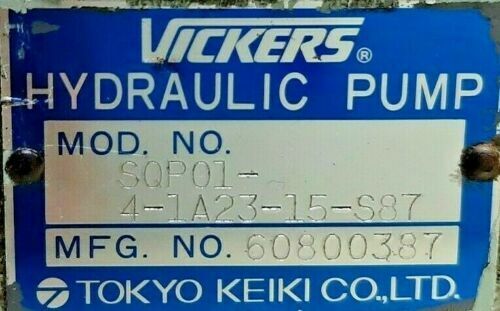 VICKERS®
HYDRAULIC PUMP
MOD. NO.
SQP01-
4-1A23-15-S87
MFG. NO. 60800387
TOKYO KEIKI CO., LTD.